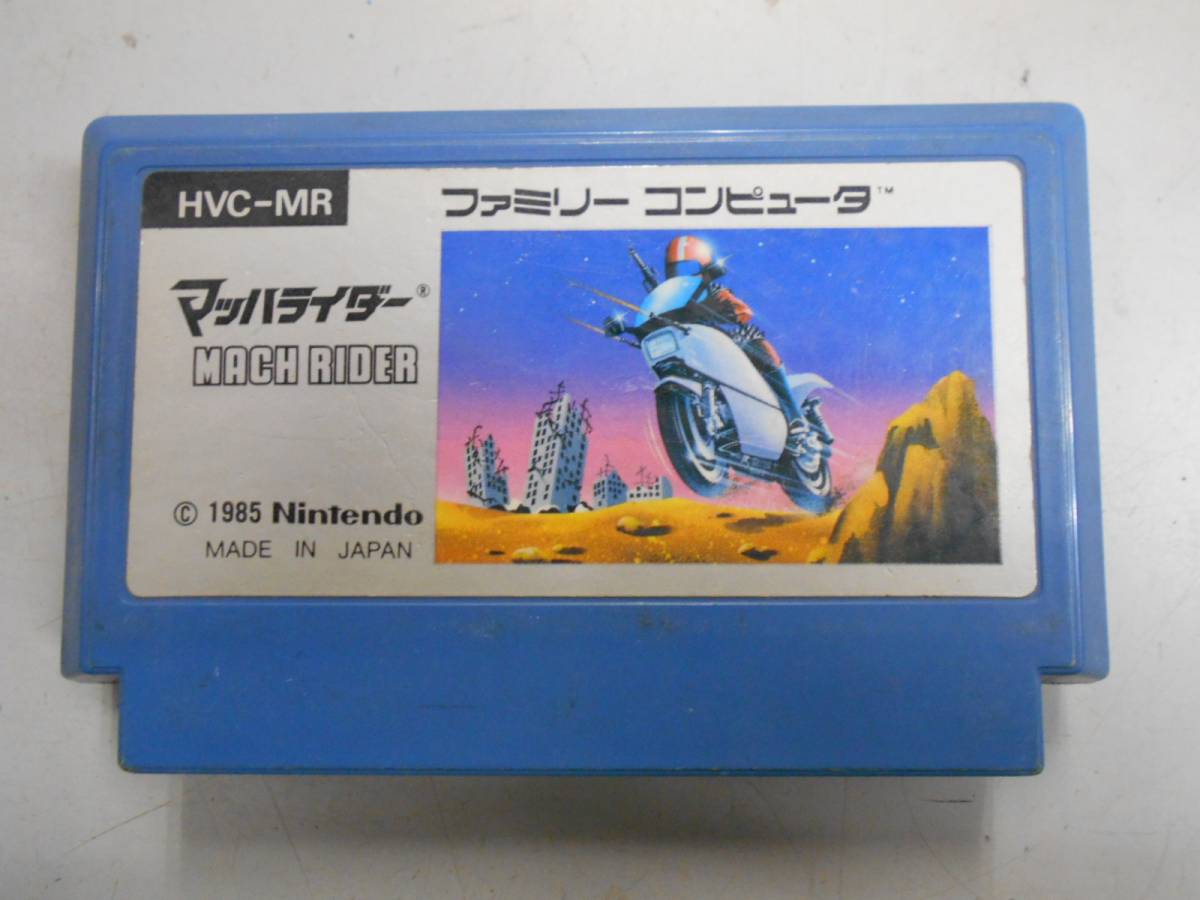 HVC-MR
ファミリー コンピュータ™
マッハライダー®
MACH RIDER
© 1985 Nintendo
MADE IN JAPAN